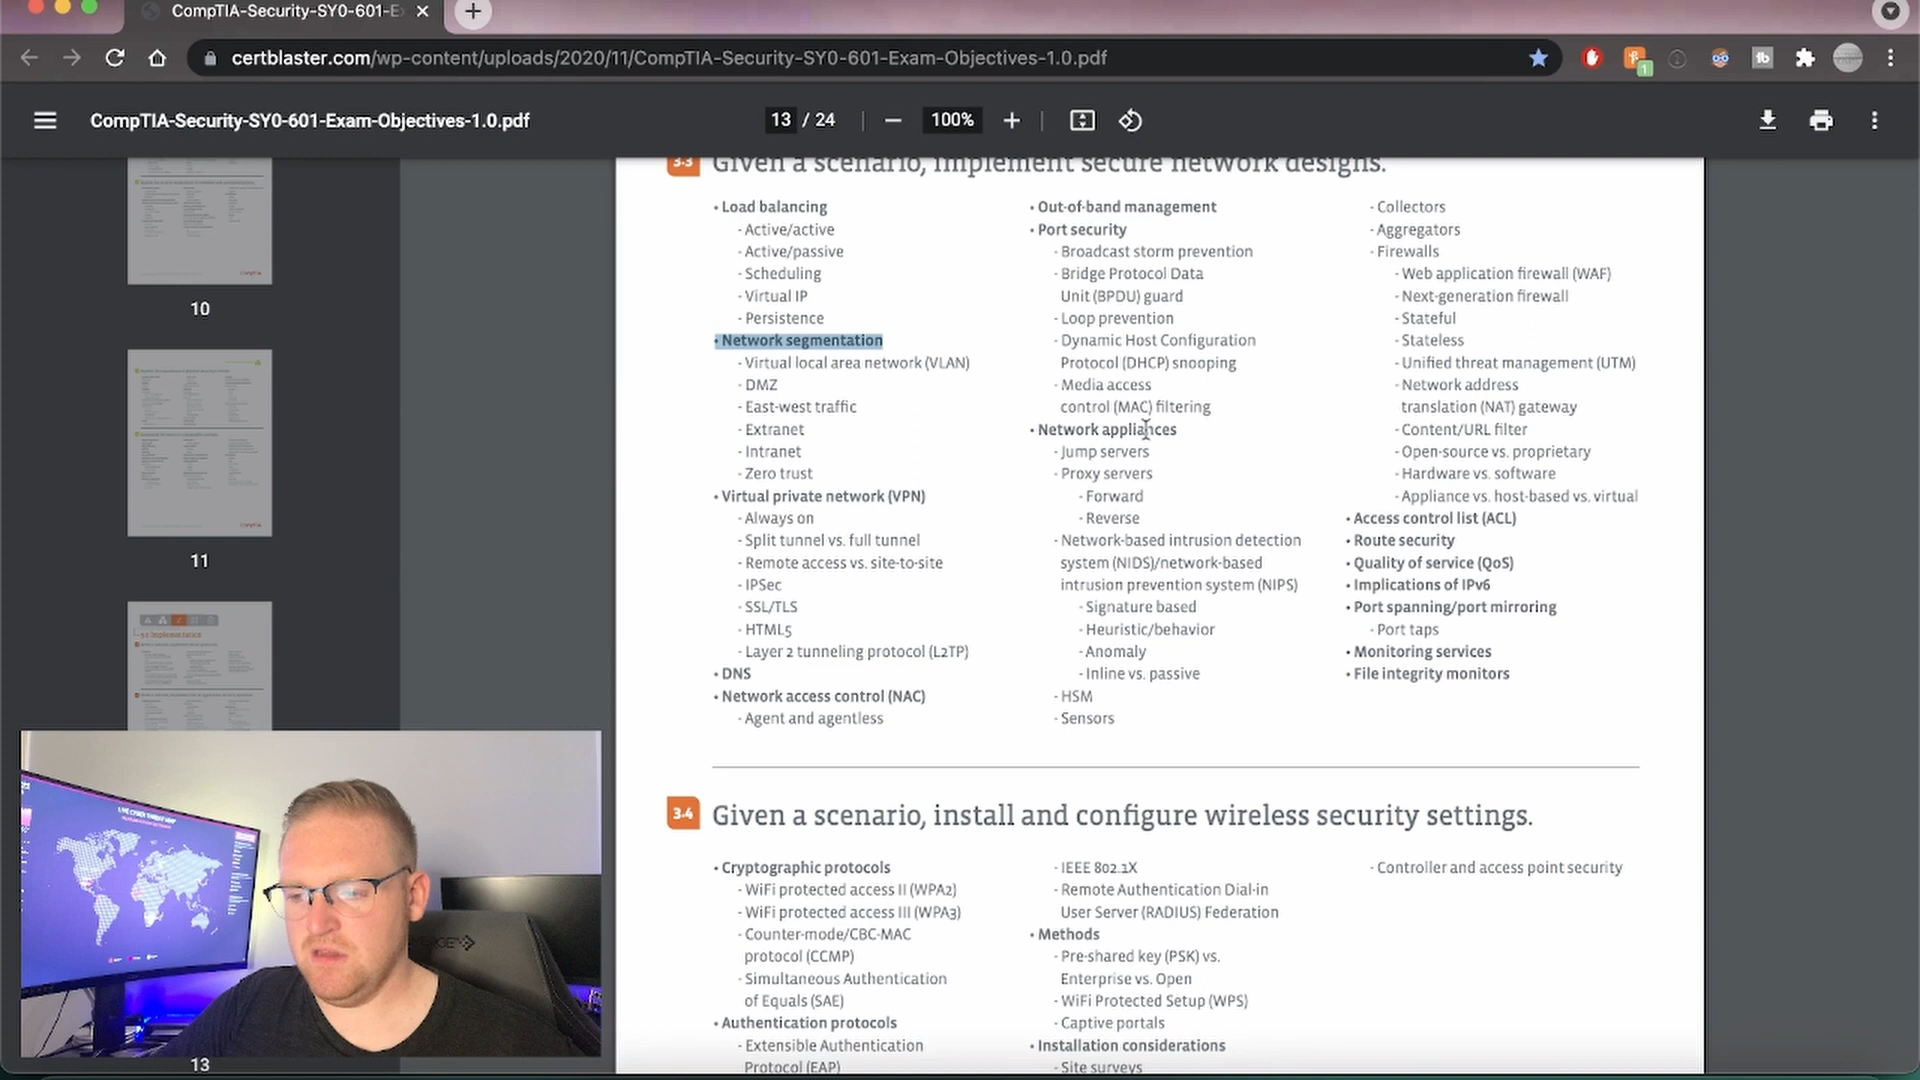 CompTIA-Security-SY0-601-E
certblaster.com/wp-content/uploads/2020/11/CompTIA-Security-SY0-601-Exam-Objectives-1.0.pdf
1
tb
CompTIA-Security-SY0-601-Exam-Objectives-1.0.pdf
13 / 24
100%
10
11
13
3.3 Given a scenario, implement secure network designs.
• Load balancing
- Active/active
- Active/passive
- Scheduling
- Virtual IP
- Persistence
• Network segmentation
- Virtual local area network (VLAN)
- DMZ
- East-west traffic
- Extranet
- Intranet
- Zero trust
• Virtual private network (VPN)
- Always on
- Split tunnel vs. full tunnel
- Remote access vs. site-to-site
- IPSec
- SSL/TLS
- HTML5
- Layer 2 tunneling protocol (L2TP)
• DNS
• Network access control (NAC)
- Agent and agentless
• Out-of-band management
• Port security
- Broadcast storm prevention
- Bridge Protocol Data
Unit (BPDU) guard
- Loop prevention
- Dynamic Host Configuration
Protocol (DHCP) snooping
- Media access
control (MAC) filtering
• Network appliances
- Jump servers
- Proxy servers
- Forward
- Reverse
- Network-based intrusion detection
system (NIDS)/network-based
intrusion prevention system (NIPS)
- Signature based
- Heuristic/behavior
- Anomaly
- Inline vs. passive
- HSM
- Sensors
- Collectors
- Aggregators
- Firewalls
- Web application firewall (WAF)
- Next-generation firewall
- Stateful
- Stateless
- Unified threat management (UTM)
- Network address
translation (NAT) gateway
- Content/URL filter
- Open-source vs. proprietary
- Hardware vs. software
- Appliance vs. host-based vs. virtual
• Access control list (ACL)
• Route security
• Quality of service (QoS)
• Implications of IPv6
• Port spanning/port mirroring
- Port taps
• Monitoring services
• File integrity monitors
3.4 Given a scenario, install and configure wireless security settings.
• Cryptographic protocols
- WiFi protected access II (WPA2)
- WiFi protected access III (WPA3)
- Counter-mode/CBC-MAC
protocol (CCMP)
- Simultaneous Authentication
of Equals (SAE)
• Authentication protocols
- Extensible Authentication
Protocol (EAP)
- IEEE 802.1X
- Remote Authentication Dial-in
User Server (RADIUS) Federation
• Methods
- Pre-shared key (PSK) vs.
Enterprise vs. Open
- WiFi Protected Setup (WPS)
- Captive portals
• Installation considerations
- Site surveys
- Controller and access point security
LIVE CYBER THREAT MAP